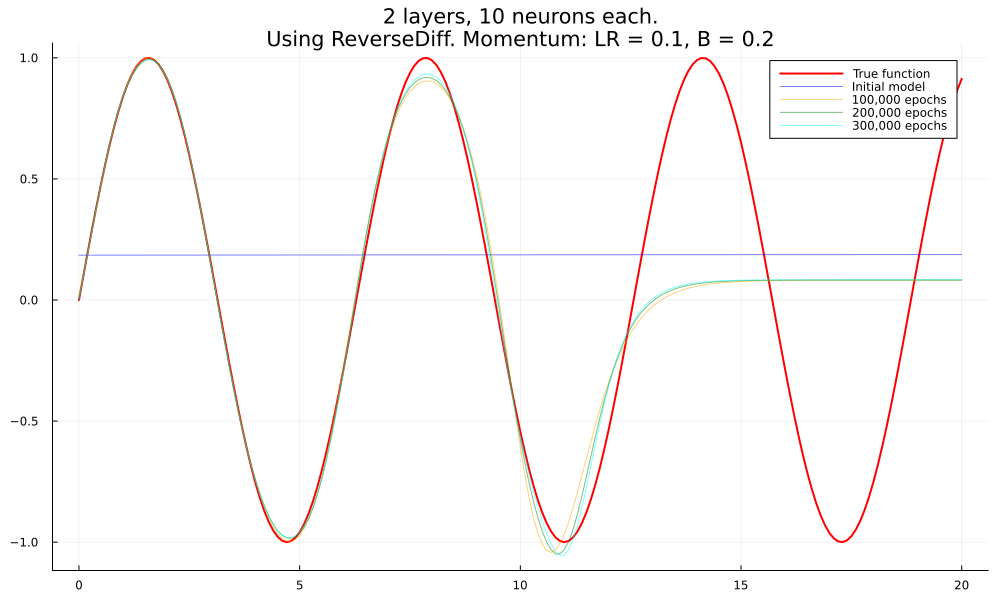 2 layers, 10 neurons each.
Using ReverseDiff. Momentum: LR = 0.1, B = 0.2
True function
Initial model
100,000 epochs
200,000 epochs
300,000 epochs
1.0
0.5
0.0
−0.5
−1.0
0
5
10
15
20